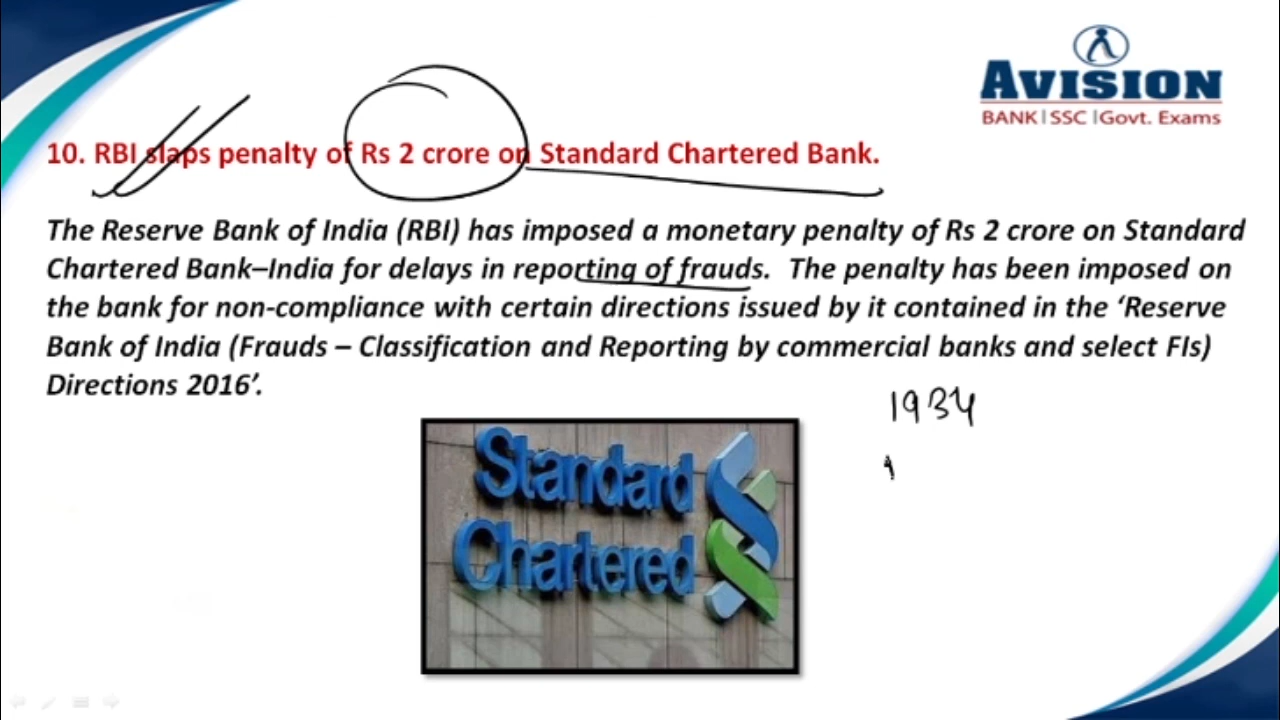 AVISION
BANK | SSC | Govt. Exams
10. RBI slaps penalty of Rs 2 crore on Standard Chartered Bank.
The Reserve Bank of India (RBI) has imposed a monetary penalty of Rs 2 crore on Standard
Chartered Bank–India for delays in reporting of frauds. The penalty has been imposed on
the bank for non-compliance with certain directions issued by it contained in the ‘Reserve
Bank of India (Frauds – Classification and Reporting by commercial banks and select FIs)
Directions 2016’.
1934
Standard
Chartered